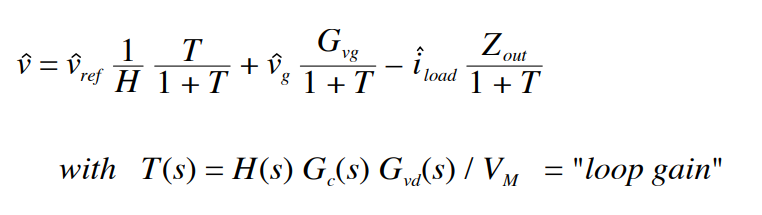 v̂ = v̂_ref 1/H T/(1 + T) + v̂_g G_vg/(1 + T) − î_load Z_out/(1 + T)
with T(s) = H(s) G_c(s) G_vd(s) / V_M = "loop gain"